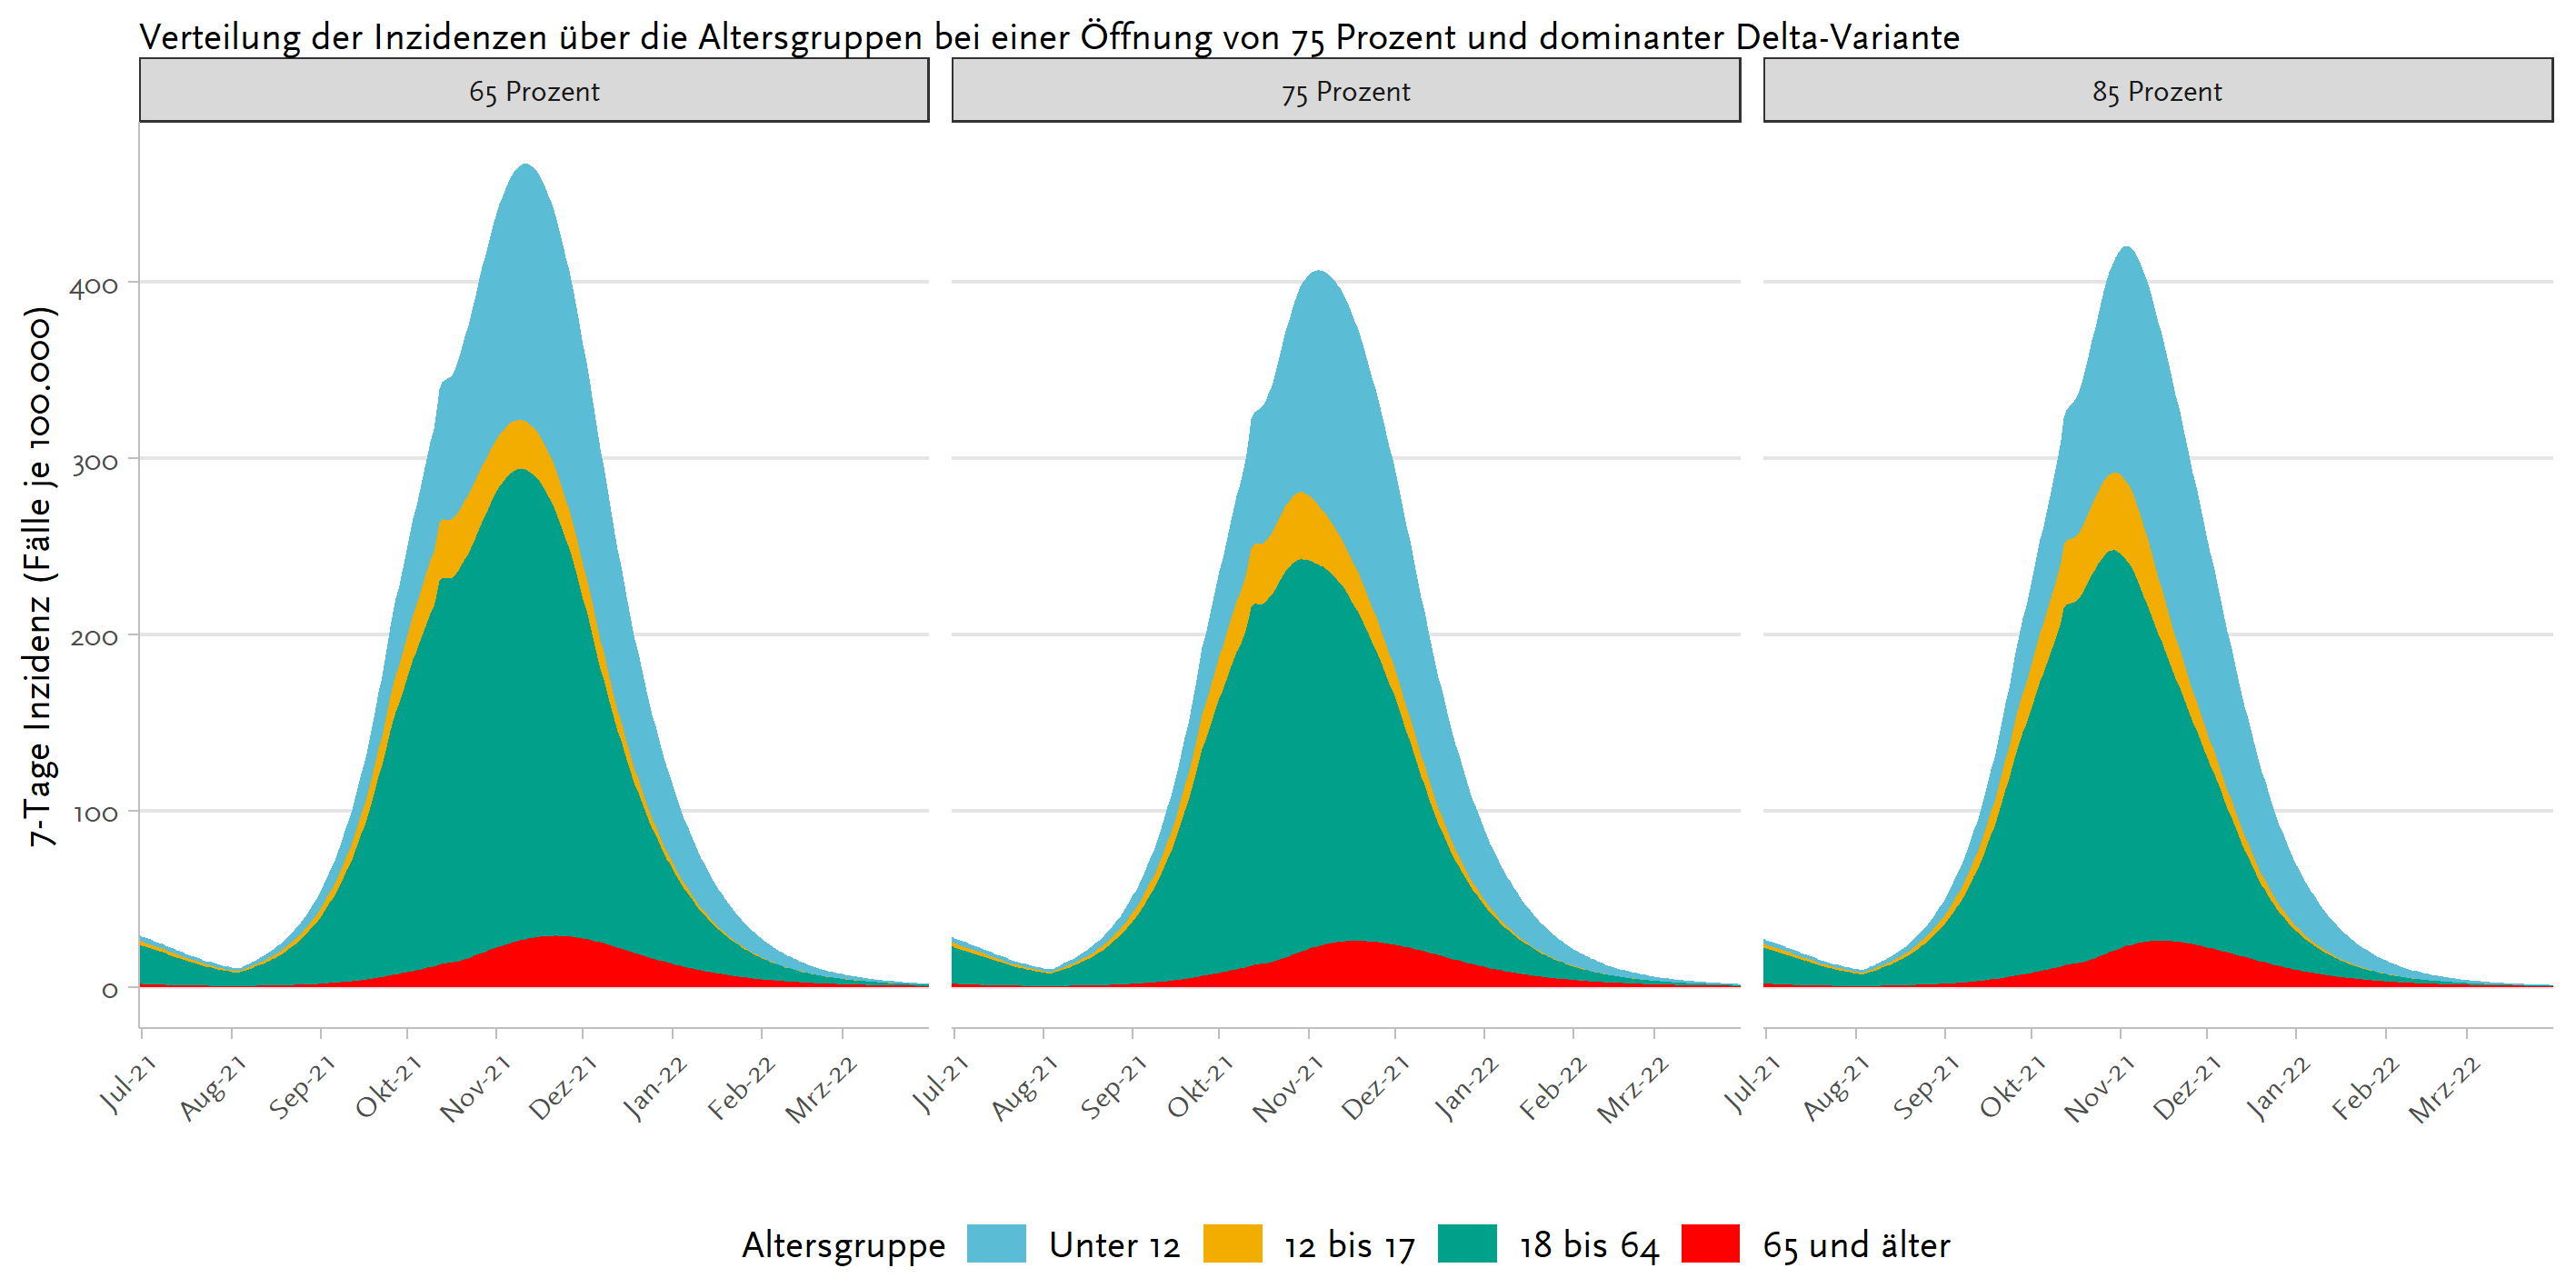 Verteilung der Inzidenzen über die Altersgruppen bei einer Öffnung von 75 Prozent und dominanter Delta-Variante
65 Prozent
75 Prozent
85 Prozent
7-Tage Inzidenz (Fälle je 100.000)
400
300
200
100
0
Jul-21 Aug-21 Sep-21 Okt-21 Nov-21 Dez-21 Jan-22 Feb-22 Mrz-22
Jul-21 Aug-21 Sep-21 Okt-21 Nov-21 Dez-21 Jan-22 Feb-22 Mrz-22
Jul-21 Aug-21 Sep-21 Okt-21 Nov-21 Dez-21 Jan-22 Feb-22 Mrz-22
Altersgruppe Unter 12 12 bis 17 18 bis 64 65 und älter